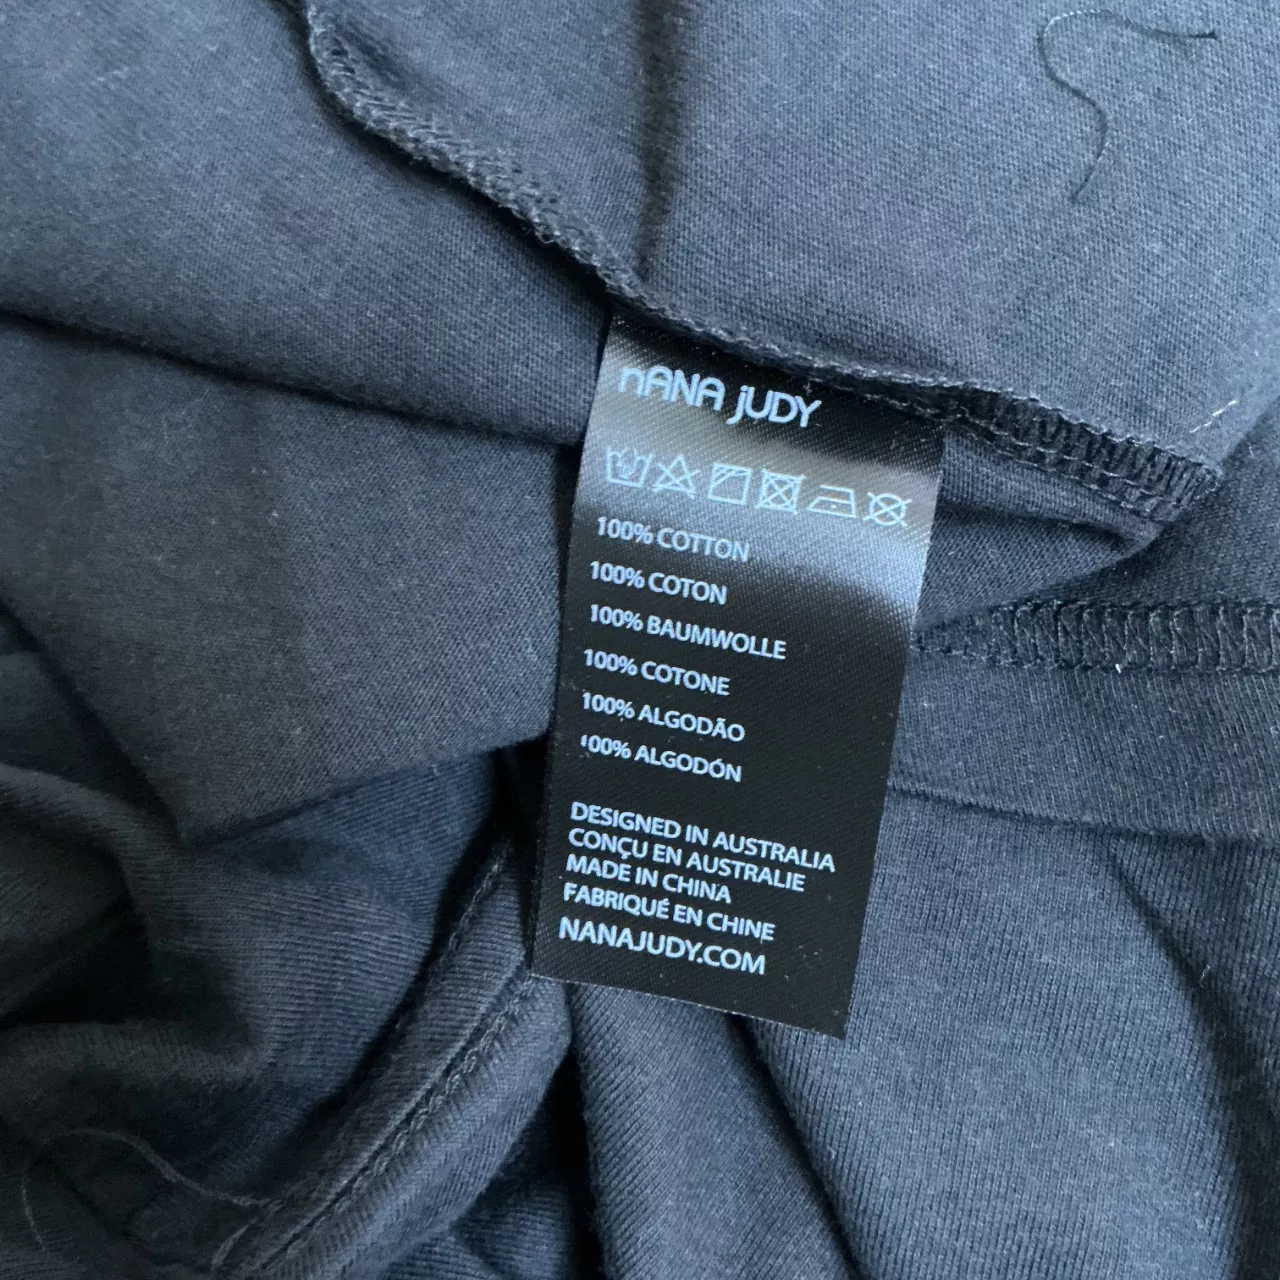 nANA jUDY
100% COTTON
100% COTON
100% BAUMWOLLE
100% COTONE
100% ALGODÃO
100% ALGODÓN
DESIGNED IN AUSTRALIA
CONÇU EN AUSTRALIE
MADE IN CHINA
FABRIQUÉ EN CHINE
NANAJUDY.COM